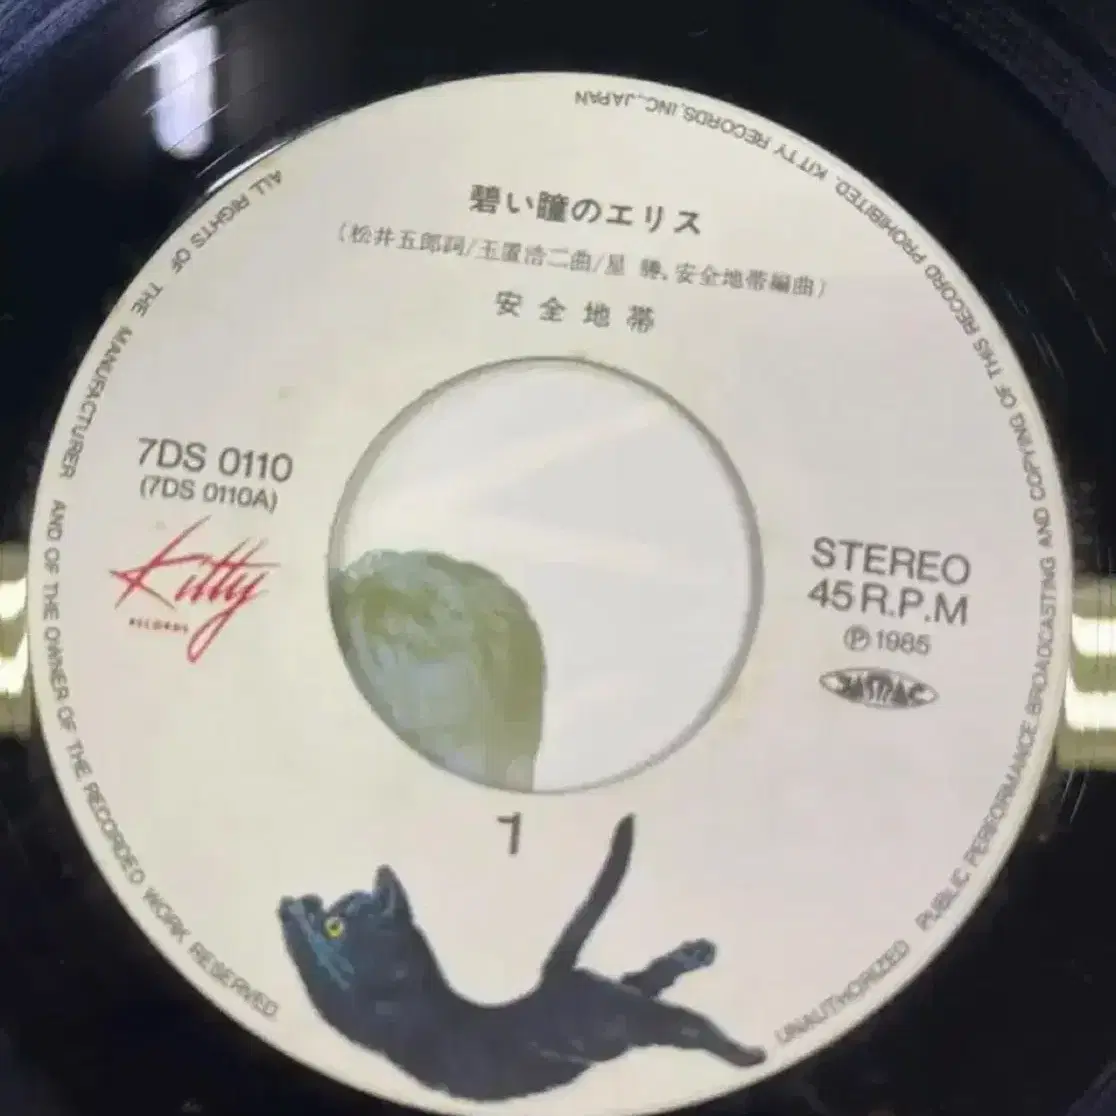 碧い瞳のエリス
(松井五郎詞/玉置浩二曲/星 勝、安全地帯編曲)
安全地帯
7DS 0110
(7DS 0110A)
Kitty
RECORDS
STEREO
45 R.P.M
Ⓟ1985
JASRAC
1
ALL RIGHTS OF THE MANUFACTURER AND OF THE OWNER OF THE RECORDED WORK RESERVED
UNAUTHORIZED PUBLIC PERFORMANCE.BROADCASTING AND COPYING OF THIS RECORD PROHIBITED. KITTY RECORDS, INC., JAPAN